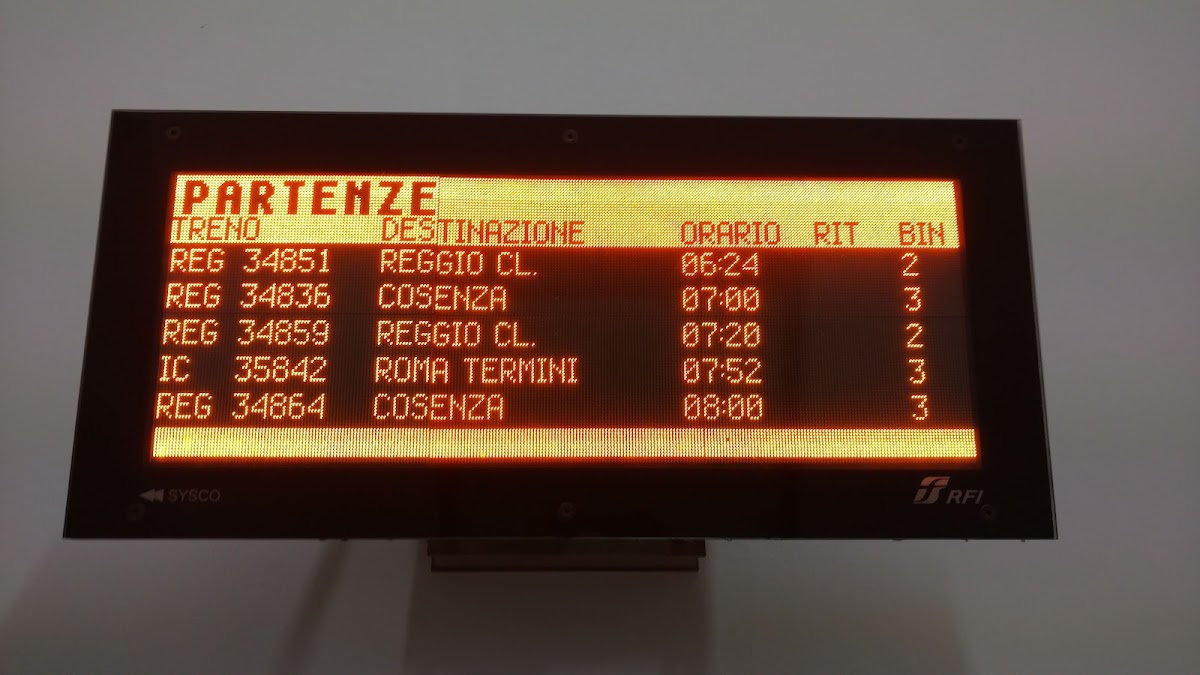 PARTENZE
TRENO DESTINAZIONE ORARIO RIT BIN
REG 34851 REGGIO CL. 06:24 2
REG 34836 COSENZA 07:00 3
REG 34859 REGGIO CL. 07:20 2
IC 35842 ROMA TERMINI 07:52 3
REG 34864 COSENZA 08:00 3
SYSCO RFI